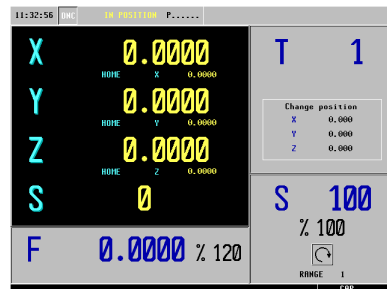 11:32:56 DNC IN POSITION P......
X 0.0000
HOME X 0.0000
Y 0.0000
HOME Y 0.0000
Z 0.0000
HOME Z 0.0000
S 0
F 0.0000 % 120
T 1
Change position
X 0.000
Y 0.000
Z 0.000
S 100
% 100
RANGE 1
CAP